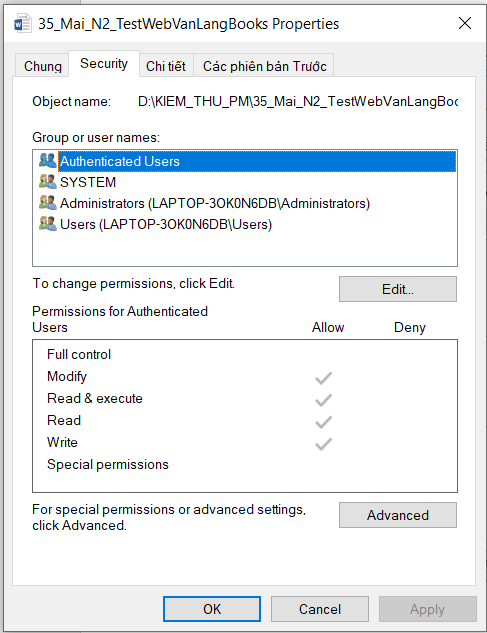 35_Mai_N2_TestWebVanLangBooks Properties
Chung Security Chi tiết Các phiên bản Trước
Object name: D:\KIEM_THU_PM\35_Mai_N2_TestWebVanLangBoo
Group or user names:
Authenticated Users
SYSTEM
Administrators (LAPTOP-3OK0N6DB\Administrators)
Users (LAPTOP-3OK0N6DB\Users)
To change permissions, click Edit.
Edit...
Permissions for Authenticated
Users Allow Deny
Full control
Modify
Read & execute
Read
Write
Special permissions
For special permissions or advanced settings,
click Advanced.
Advanced
OK Cancel Apply